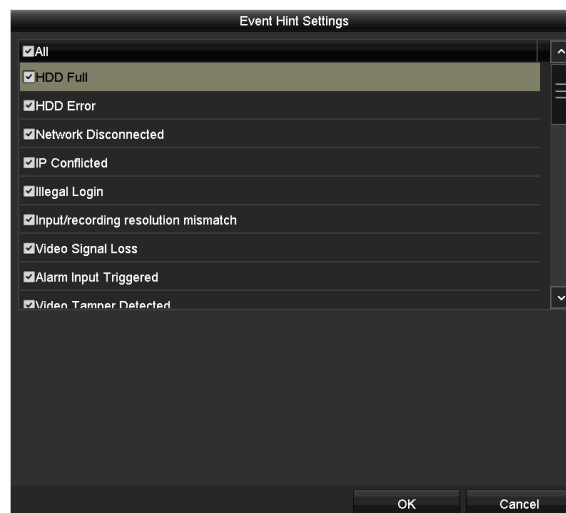 Event Hint Settings
All
HDD Full
HDD Error
Network Disconnected
IP Conflicted
Illegal Login
Input/recording resolution mismatch
Video Signal Loss
Alarm Input Triggered
Video Tamper Detected
OK
Cancel